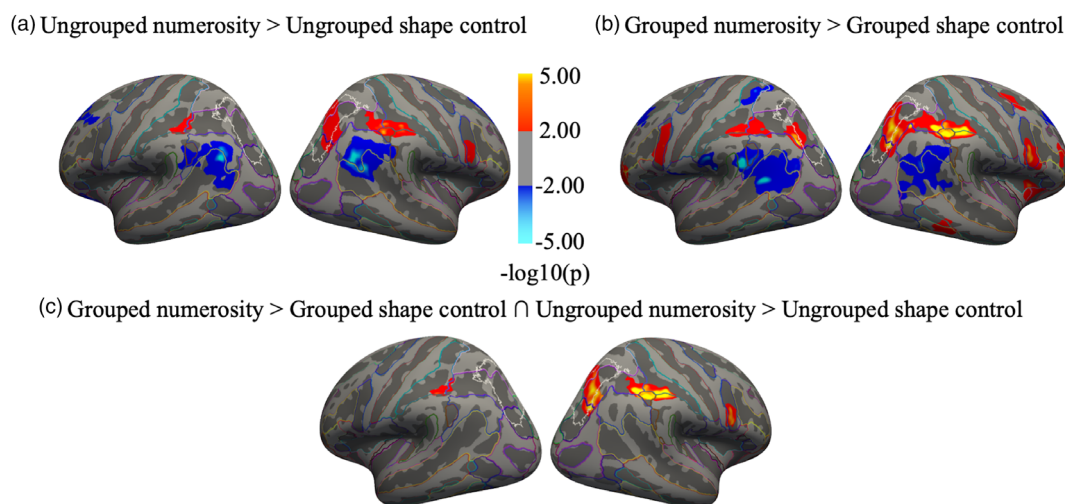 (a) Ungrouped numerosity > Ungrouped shape control
(b) Grouped numerosity > Grouped shape control
5.00
2.00
-2.00
-5.00
-log10(p)
(c) Grouped numerosity > Grouped shape control ∩ Ungrouped numerosity > Ungrouped shape control